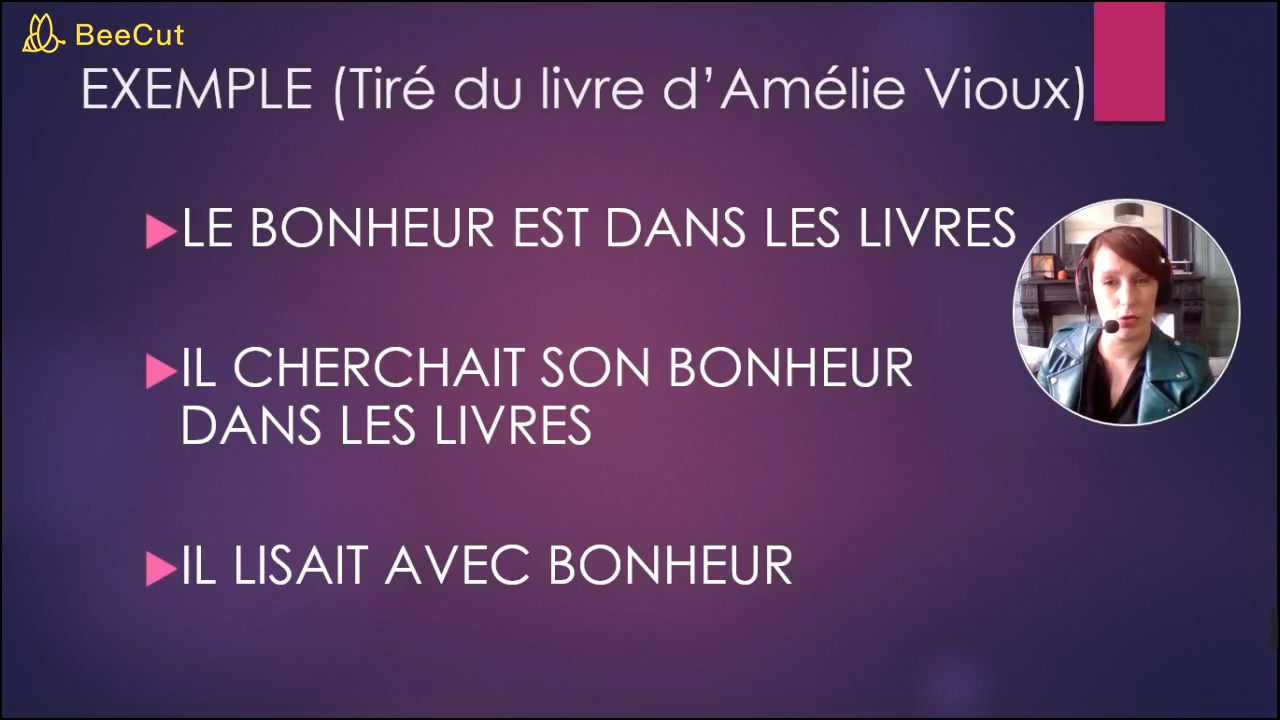 BeeCut
EXEMPLE (Tiré du livre d’Amélie Vioux)
LE BONHEUR EST DANS LES LIVRES
IL CHERCHAIT SON BONHEUR
DANS LES LIVRES
IL LISAIT AVEC BONHEUR